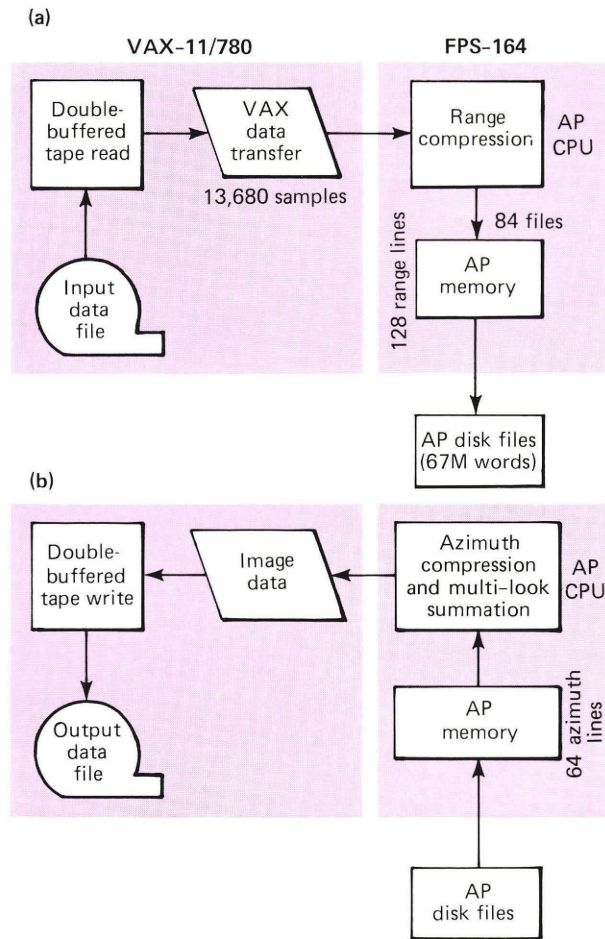 (a)
VAX-11/780
FPS-164
Double-
buffered
tape read
VAX
data
transfer
13,680 samples
Range
compression
AP
CPU
84 files
128 range lines
AP
memory
Input
data
file
AP disk files
(67M words)
(b)
Double-
buffered
tape write
Image
data
Azimuth
compression
and multi-look
summation
AP
CPU
AP
memory
64 azimuth
lines
Output
data
file
AP
disk files